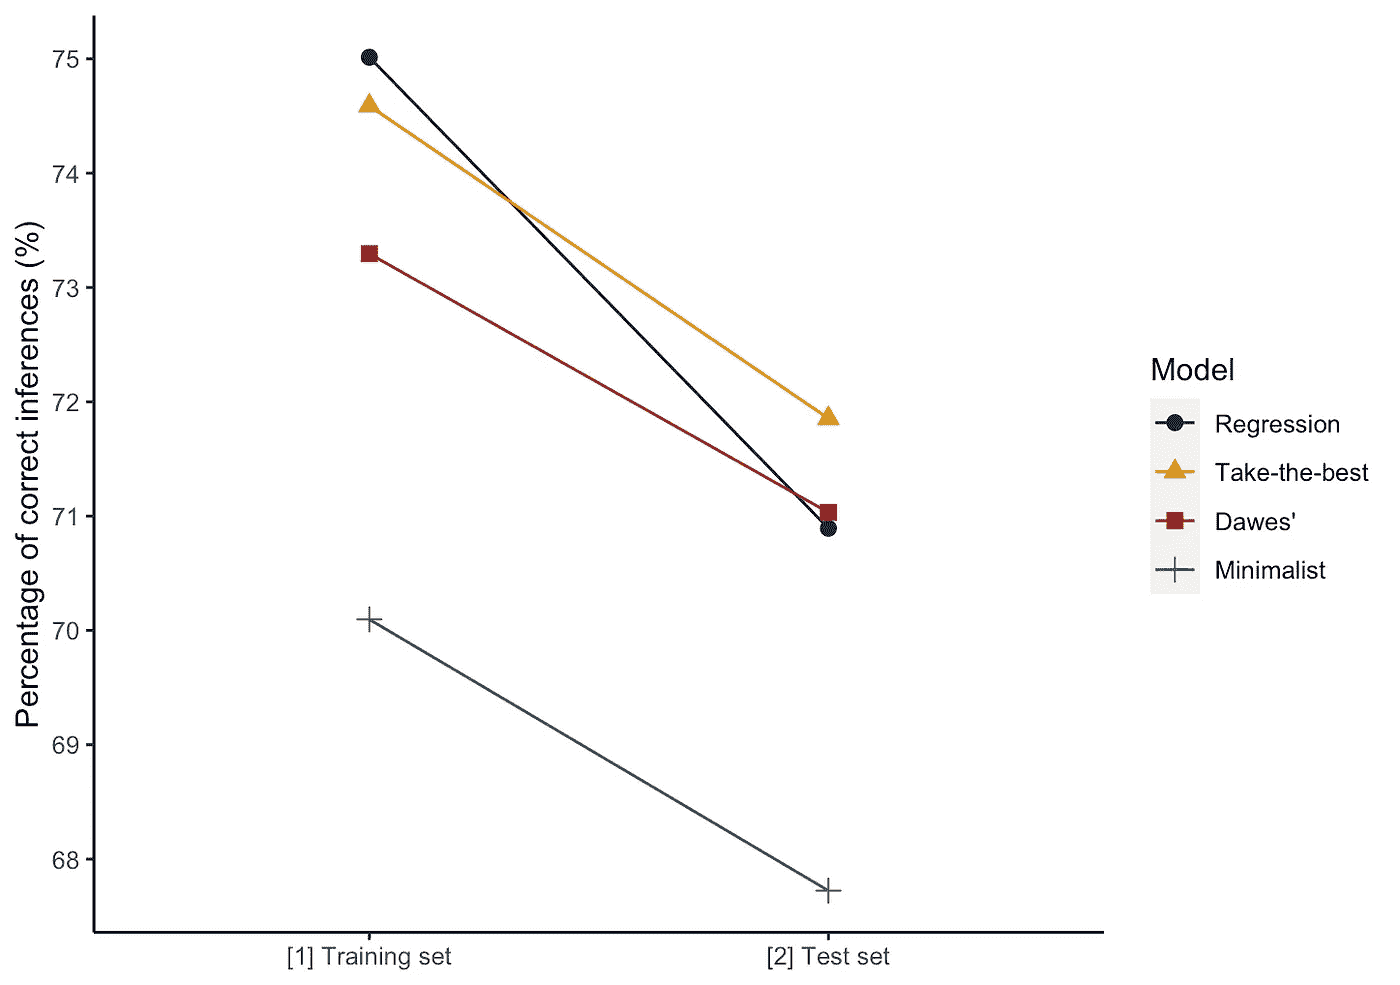 Percentage of correct inferences (%)
75
74
73
72
71
70
69
68
[1] Training set
[2] Test set
Model
Regression
Take-the-best
Dawes'
Minimalist